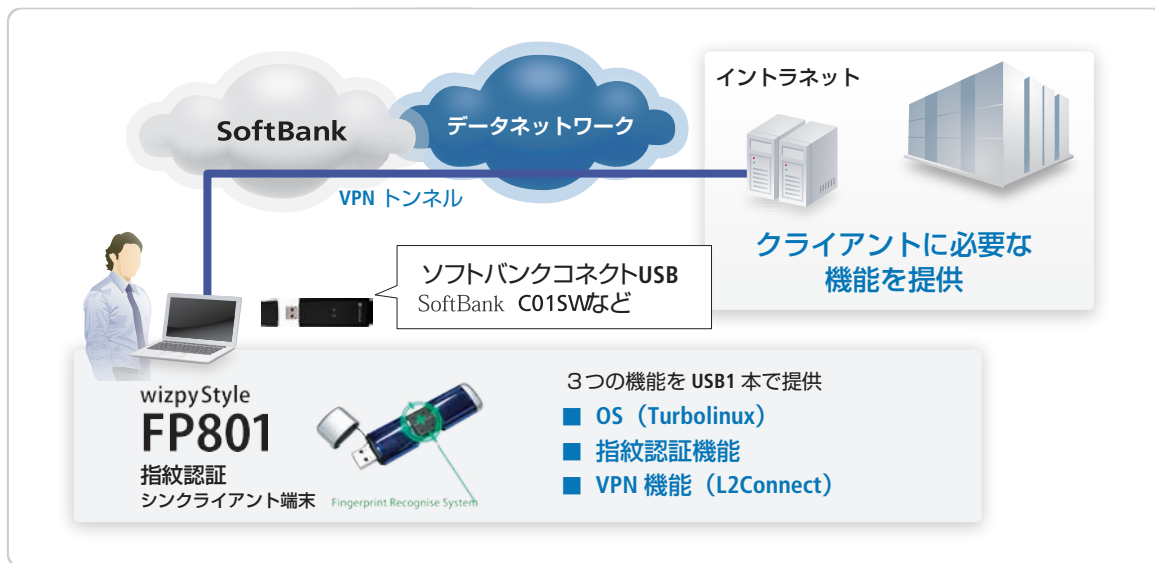 SoftBank
データネットワーク
VPN トンネル
イントラネット
クライアントに必要な
機能を提供
ソフトバンクコネクトUSB
SoftBank C01SWなど
wizpy Style
FP801
指紋認証
シンクライアント端末
Fingerprint Recognise System
3つの機能を USB1 本で提供
■ OS（Turbolinux）
■ 指紋認証機能
■ VPN 機能（L2Connect）